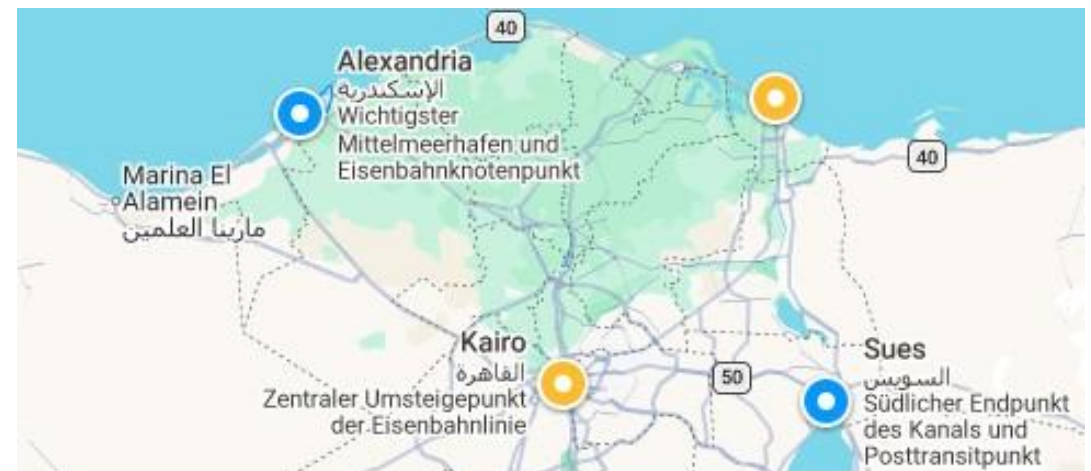 40
Alexandria
الإسكندرية
Wichtigster
Mittelmeerhafen und
Eisenbahnknotenpunkt
40
Marina El
Alamein
مارينا العلمين
Kairo
القاهرة
Zentraler Umsteigepunkt
der Eisenbahnlinie
50
Sues
السويس
Südlicher Endpunkt
des Kanals und
Posttransitpunkt